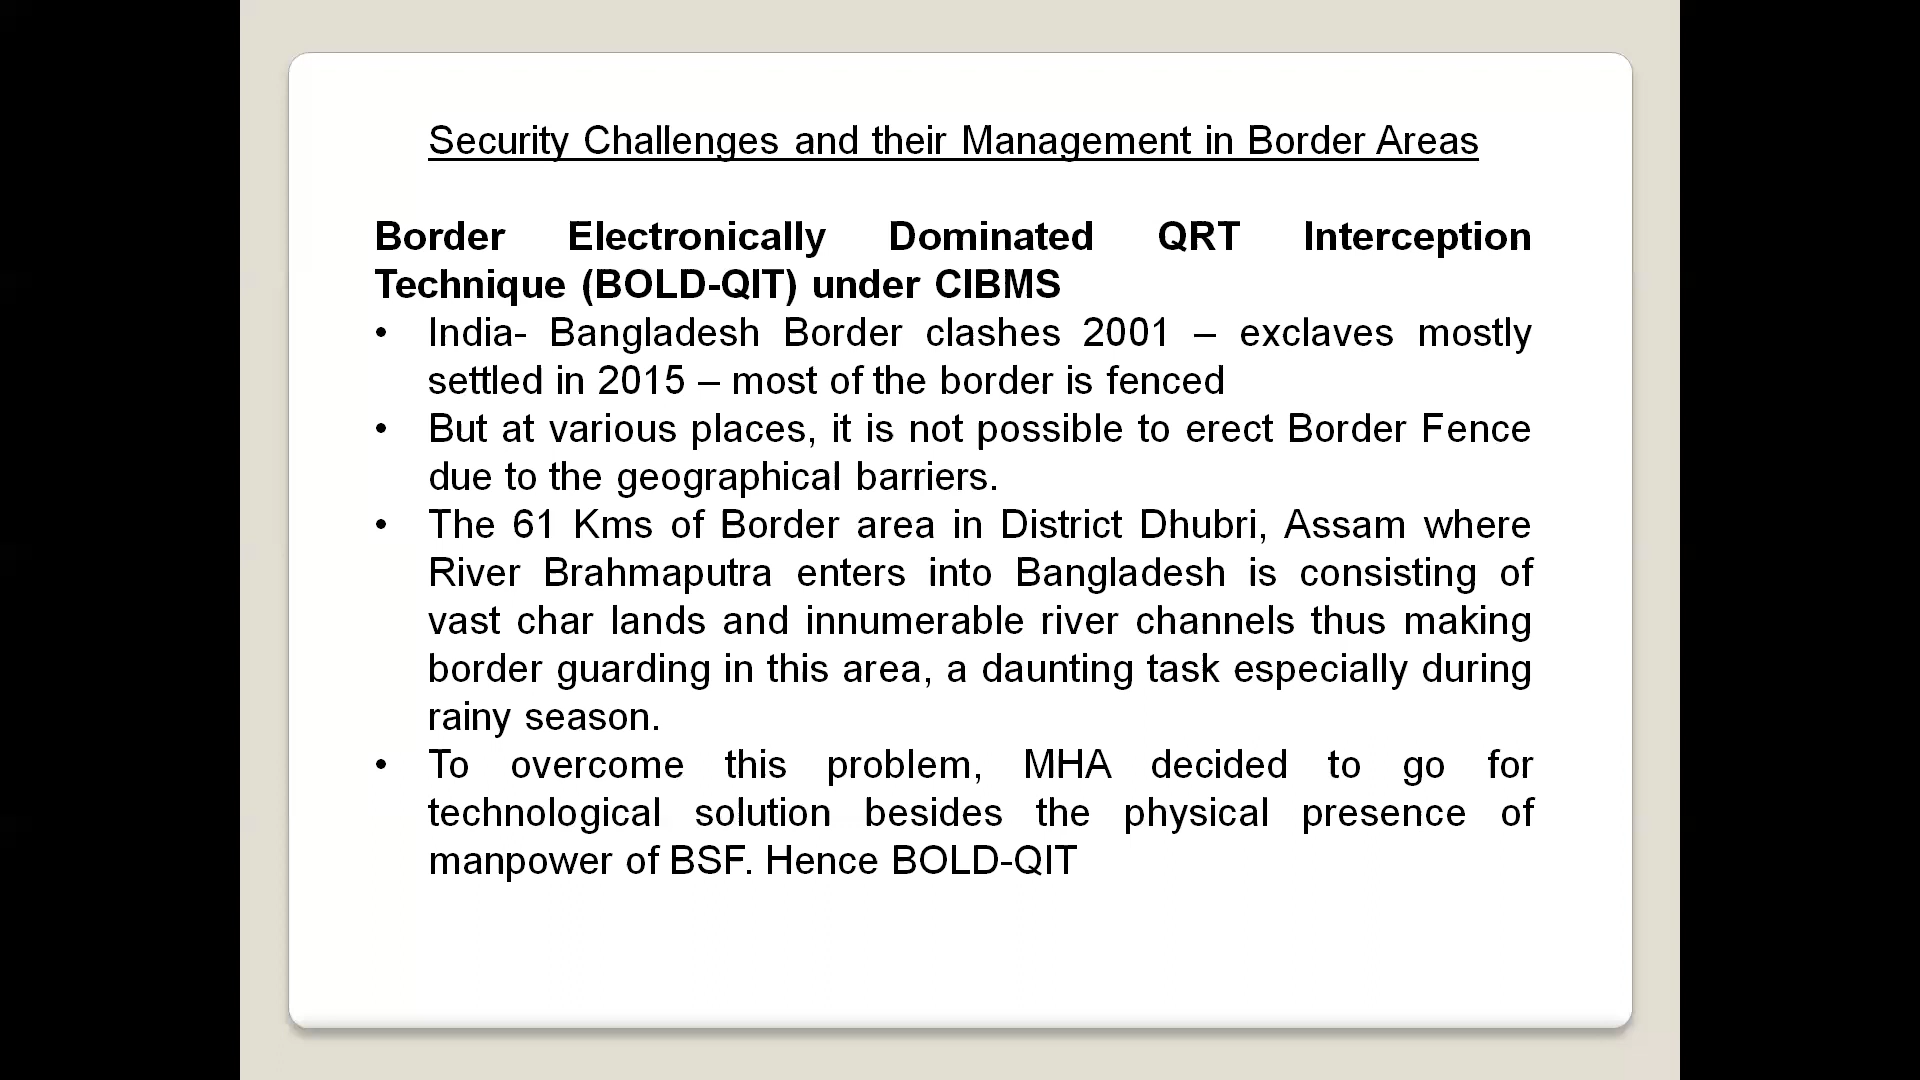 Security Challenges and their Management in Border Areas
Border Electronically Dominated QRT Interception
Technique (BOLD-QIT) under CIBMS
• India- Bangladesh Border clashes 2001 – exclaves mostly
settled in 2015 – most of the border is fenced
• But at various places, it is not possible to erect Border Fence
due to the geographical barriers.
• The 61 Kms of Border area in District Dhubri, Assam where
River Brahmaputra enters into Bangladesh is consisting of
vast char lands and innumerable river channels thus making
border guarding in this area, a daunting task especially during
rainy season.
• To overcome this problem, MHA decided to go for
technological solution besides the physical presence of
manpower of BSF. Hence BOLD-QIT